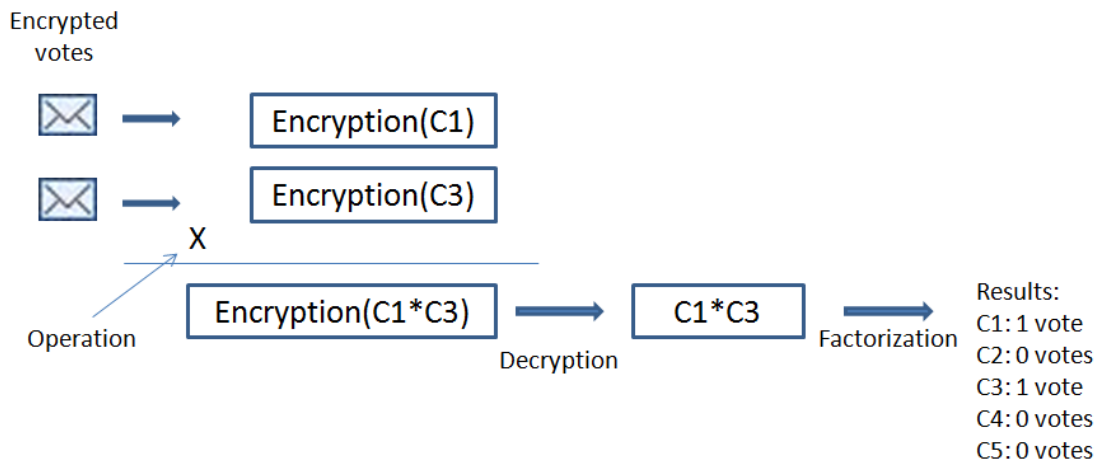 Encrypted
votes
Encryption(C1)
Encryption(C3)
X
Operation
Encryption(C1*C3)
Decryption
C1*C3
Factorization
Results:
C1: 1 vote
C2: 0 votes
C3: 1 vote
C4: 0 votes
C5: 0 votes